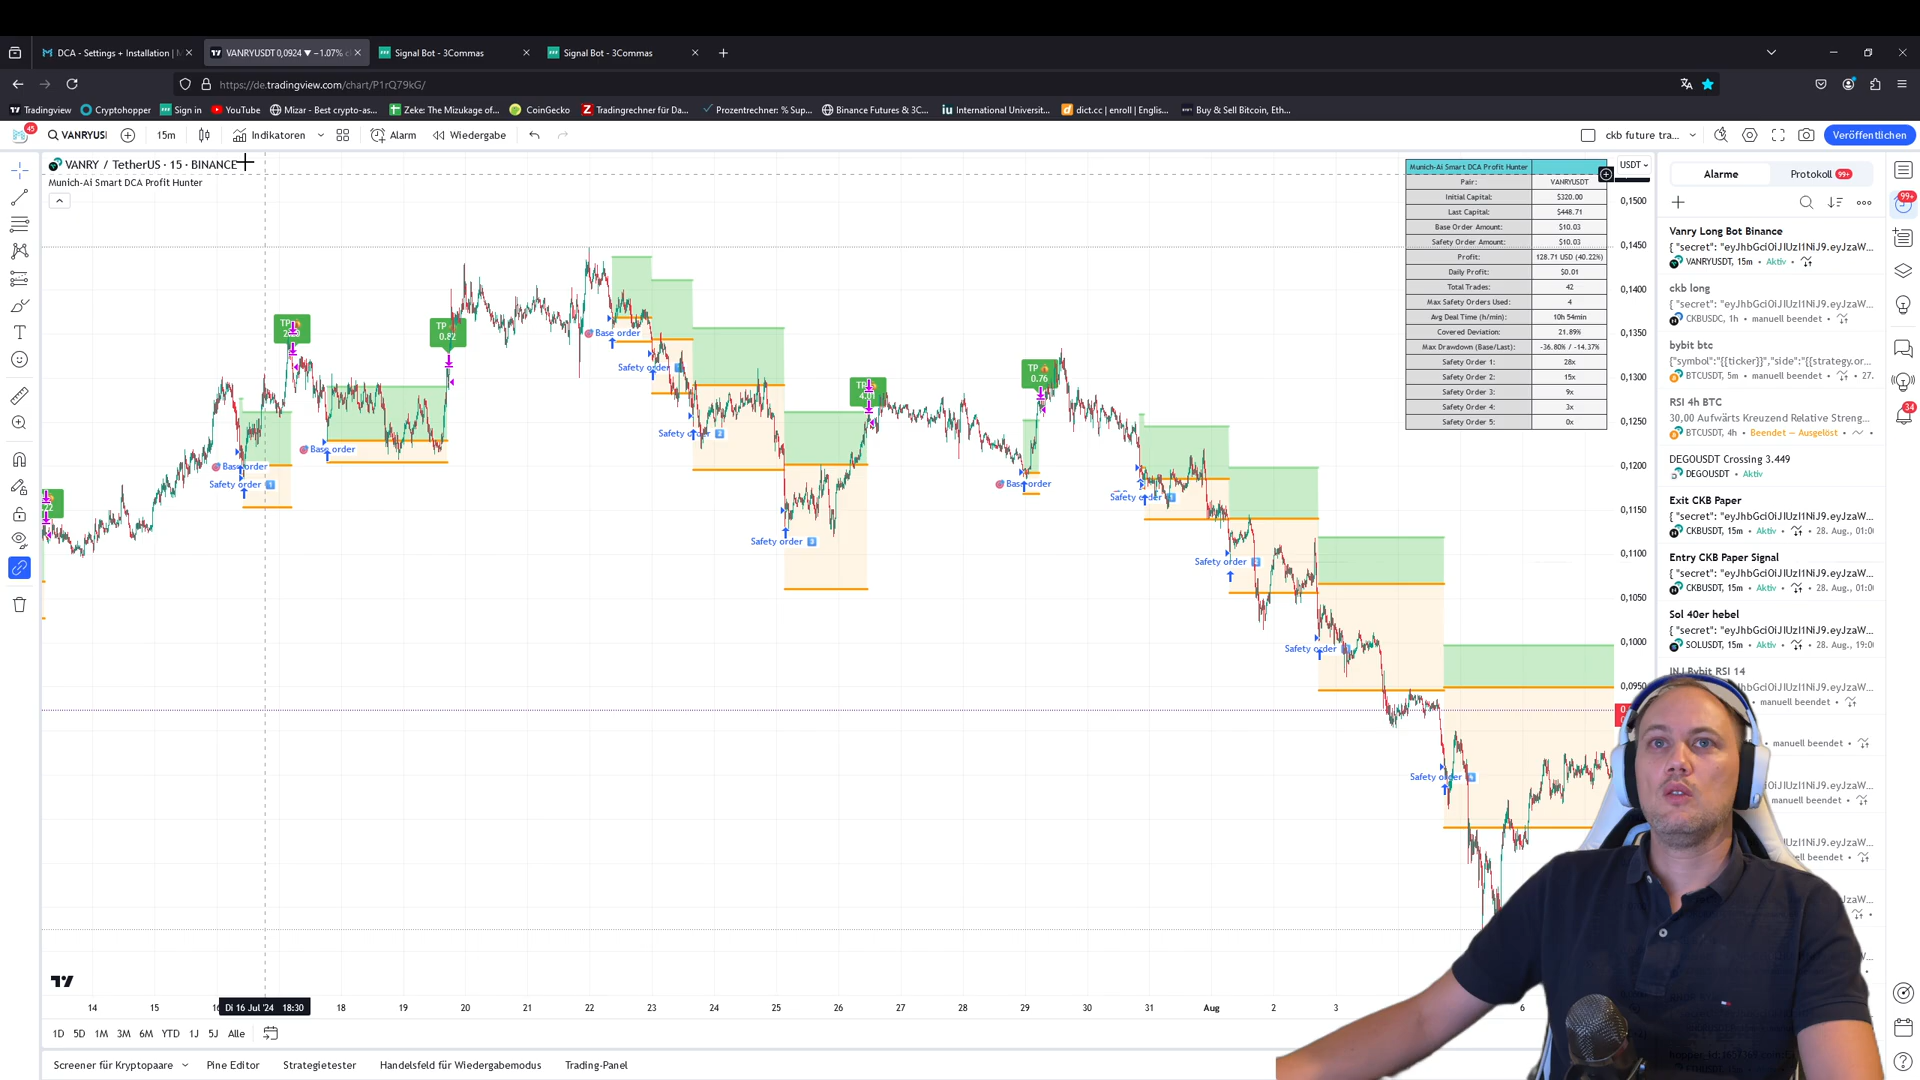 DCA - Settings + Installation |
VANRYUSDT 0,0924 ▼ −1.07%
Signal Bot - 3Commas
Signal Bot - 3Commas
https://de.tradingview.com/chart/P1rQ79kG/
Tradingview
Cryptohopper
Sign in
YouTube
Mizar - Best crypto-as...
Zeke: The Mizukage of...
CoinGecko
Tradingrechner für Da...
Prozentrechner: % Sup...
Binance Futures & 3C...
International Universit...
dict.cc | enroll | Englis...
Buy & Sell Bitcoin, Eth...
45
VANRYUS
15m
Indikatoren
Alarm
Wiedergabe
ckb future tra...
Veröffentlichen
VANRY / TetherUS · 15 · BINANCE
Munich-Ai Smart DCA Profit Hunter
Munich-Ai Smart DCA Profit Hunter
Pair: VANRYUSDT
Initial Capital: $320.00
Last Capital: $448.71
Base Order Amount: $10.03
Safety Order Amount: $10.03
Profit: 128.71 USD (40.22%)
Daily Profit: $0.01
Total Trades: 42
Max Safety Orders Used: 4
Avg Deal Time (h/min): 10h 54min
Covered Deviation: 21.89%
Max Drawdown (Base/Last): -36.80% / -14.37%
Safety Order 1: 28x
Safety Order 2: 15x
Safety Order 3: 9x
Safety Order 4: 3x
Safety Order 5: 0x
USDT
0,1500
0,1450
0,1400
0,1350
0,1300
0,1250
0,1200
0,1150
0,1100
0,1050
0,1000
0,0950
TP
TP
0.82
TP
TP
0.76
Base order
Safety order 1
Base order
Base order
Safety order
Safety order 2
Safety order 3
Base order
Safety order 1
Safety order
Safety order
Safety order 4
14
15
Di 16 Jul '24 18:30
18
19
20
21
22
23
24
25
26
27
28
29
30
31
Aug
2
3
6
1D
5D
1M
3M
6M
YTD
1J
5J
Alle
Screener für Kryptopaare
Pine Editor
Strategietester
Handelsfeld für Wiedergabemodus
Trading-Panel
Alarme
Protokoll 99+
Vanry Long Bot Binance
{ "secret": "eyJhbGciOiJIUzI1NiJ9.eyJzaW...
VANRYUSDT, 15m • Aktiv •
ckb long
{ "secret": "eyJhbGciOiJIUzI1NiJ9.eyJzaW...
CKBUSDC, 1h • manuell beendet •
bybit btc
{"symbol":"{{ticker}}","side":"{{strategy.or...
BTCUSDT, 5m • manuell beendet • • 27.
RSI 4h BTC
30,00 Aufwärts Kreuzend Relative Streng...
BTCUSDT, 4h • Beendet — Ausgelöst •
DEGOUSDT Crossing 3.449
DEGOUSDT • Aktiv
Exit CKB Paper
{ "secret": "eyJhbGciOiJIUzI1NiJ9.eyJzaW...
CKBUSDT, 15m • Aktiv • • 28. Aug., 01:0
Entry CKB Paper Signal
{ "secret": "eyJhbGciOiJIUzI1NiJ9.eyJzaW...
CKBUSDT, 15m • Aktiv • • 28. Aug., 01:0
Sol 40er hebel
{ "secret": "eyJhbGciOiJIUzI1NiJ9.eyJzaW...
SOLUSDT, 15m • Aktiv • • 28. Aug., 19:0
INJ Bybit RSI 14
OiJIUzI1NiJ9.eyJzaW...
manuell beendet •
manuell beendet •
manuell beendet •
99+
34